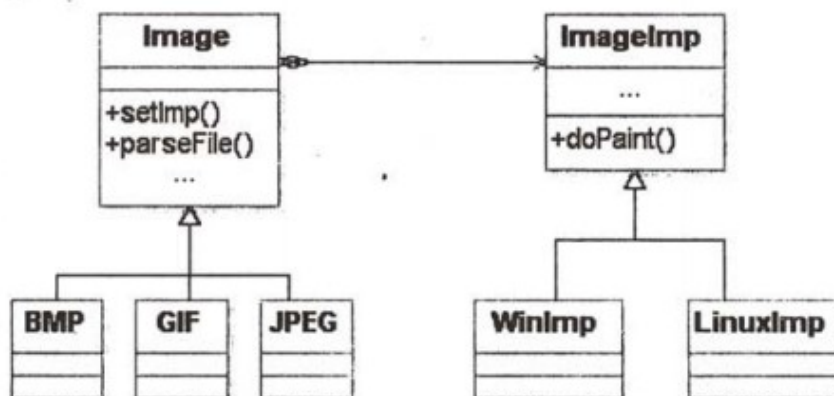 Image
+setImp()
+parseFile()
...
ImageImp
...
+doPaint()
BMP
GIF
JPEG
WinImp
LinuxImp